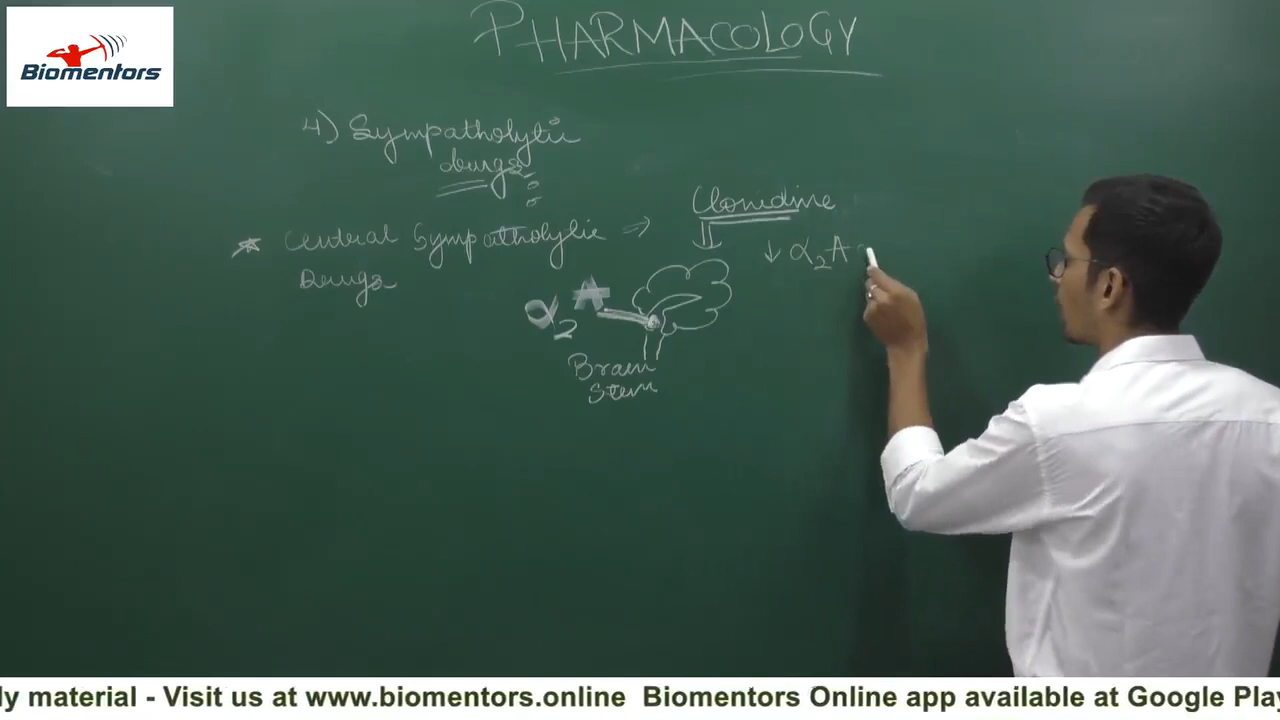 Biomentors
PHARMACOLOGY
4) Sympatholytic
drugs:
* Central Sympatholytic →
Drugs
Clonidine
↓ α2A
α2A
Brain
Stem
ly material - Visit us at www.biomentors.online Biomentors Online app available at Google Play